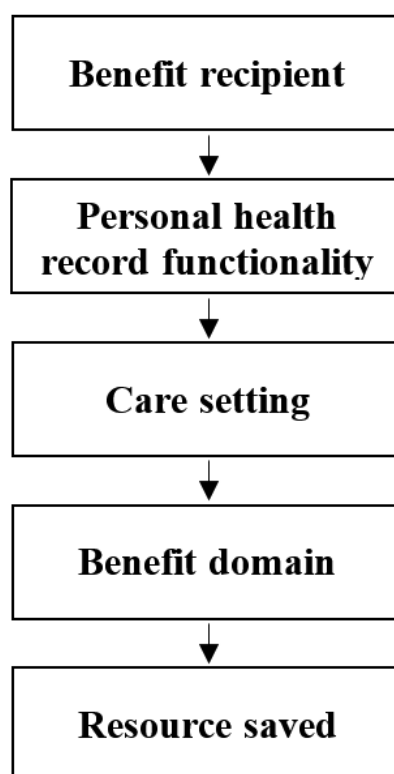 Benefit recipient
Personal health
record functionality
Care setting
Benefit domain
Resource saved